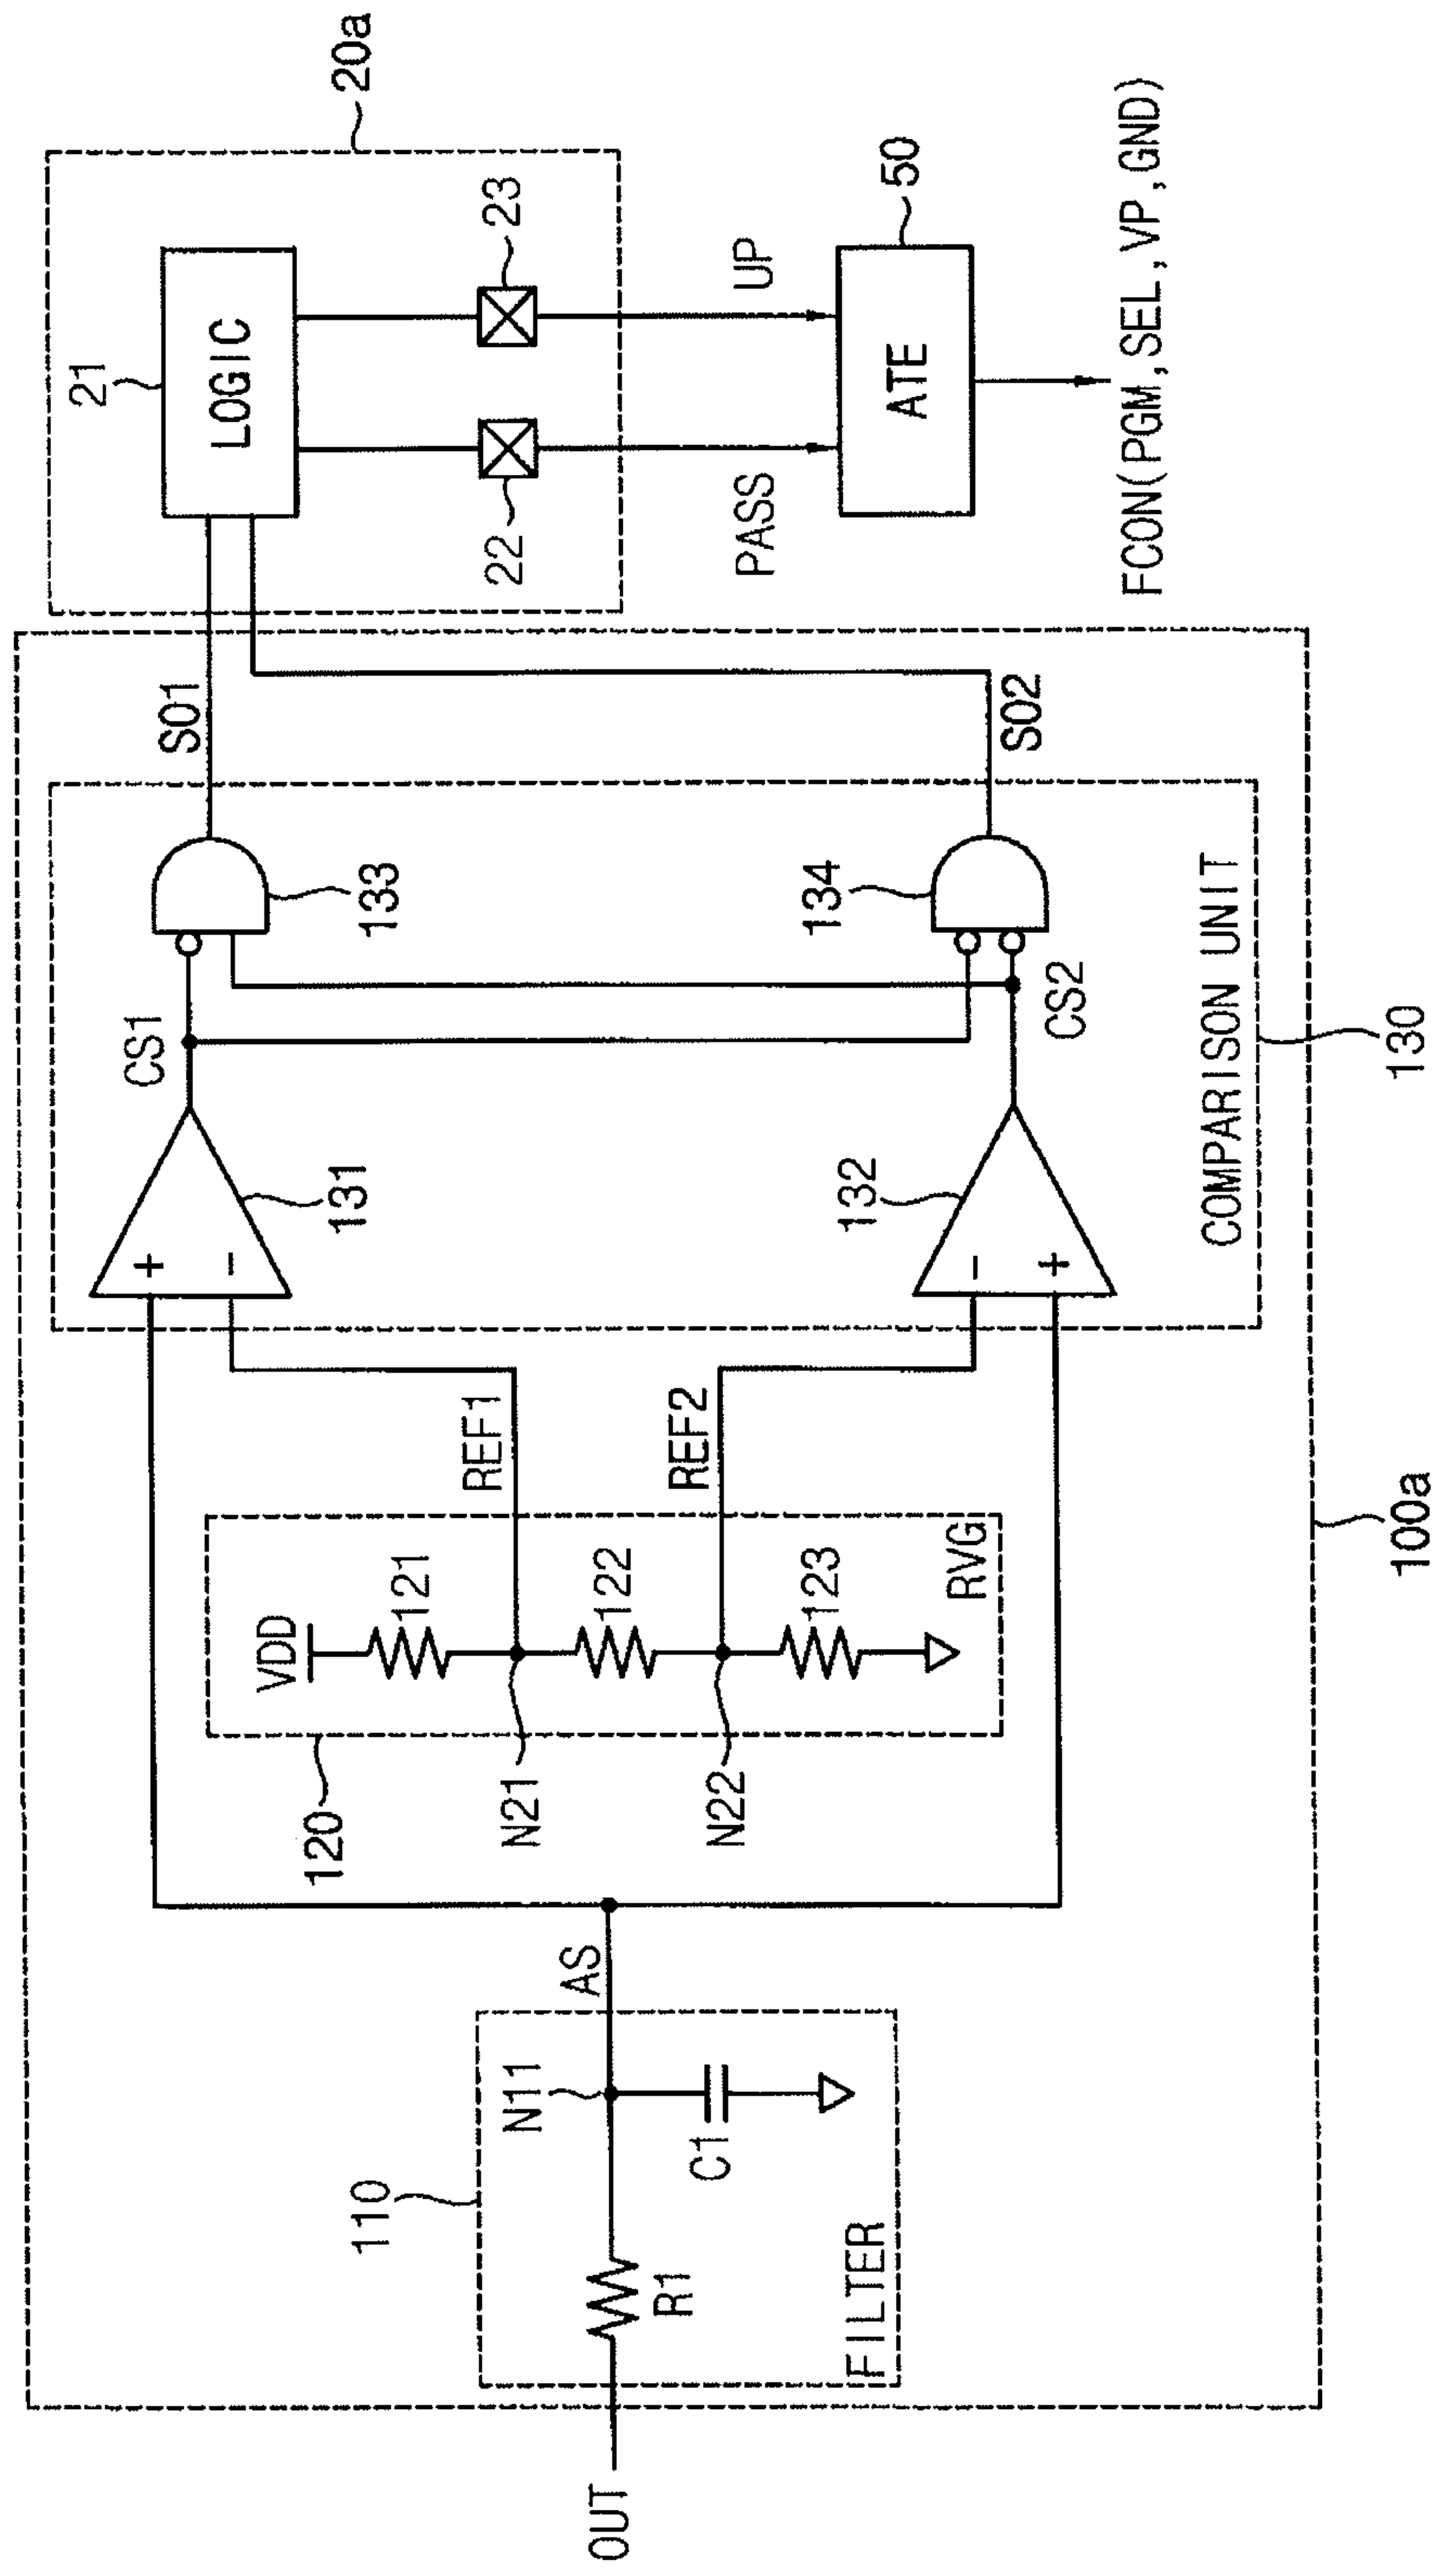 OUT
110
R1
N11
C1
FILTER
AS
120
VDD
121
N21
122
N22
123
RVG
REF1
REF2
+
-
131
-
+
132
CS1
CS2
133
134
COMPARISON UNIT
130
100a
SO1
SO2
21
LOGIC
22
23
20a
PASS
UP
ATE
50
FCON(PGM,SEL,VP,GND)